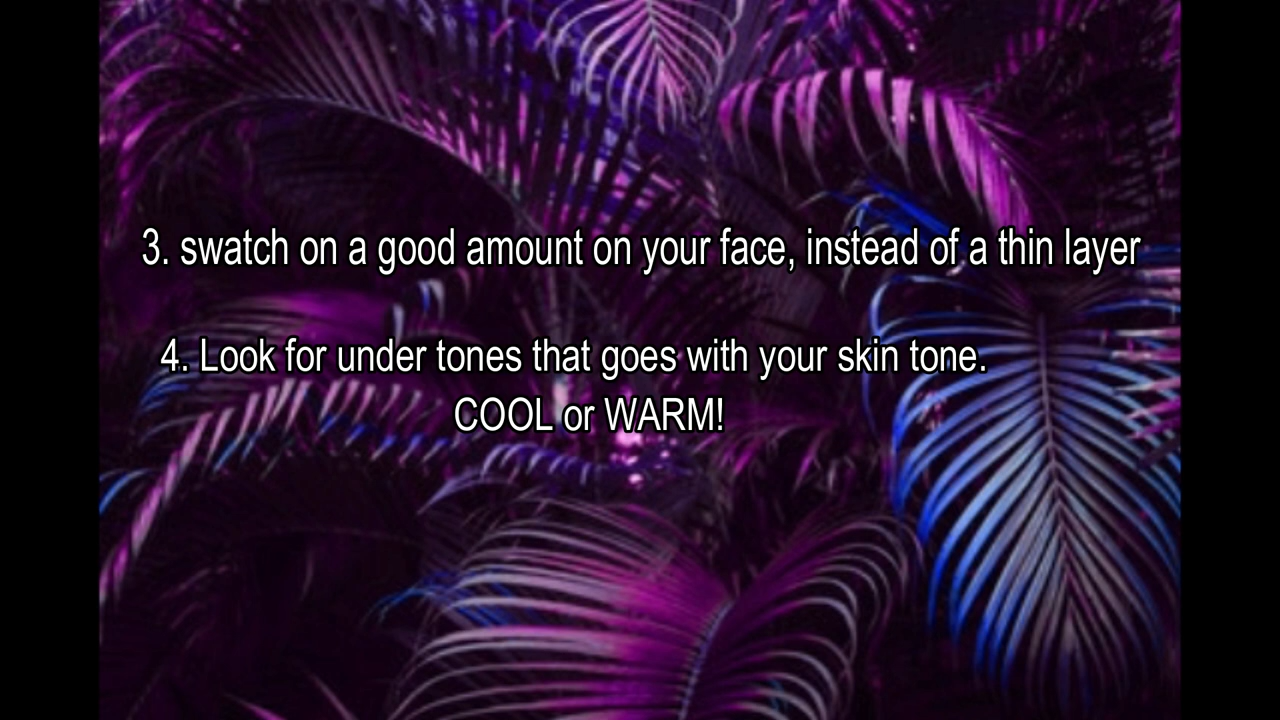 3. swatch on a good amount on your face, instead of a thin layer
4. Look for under tones that goes with your skin tone.
COOL or WARM!